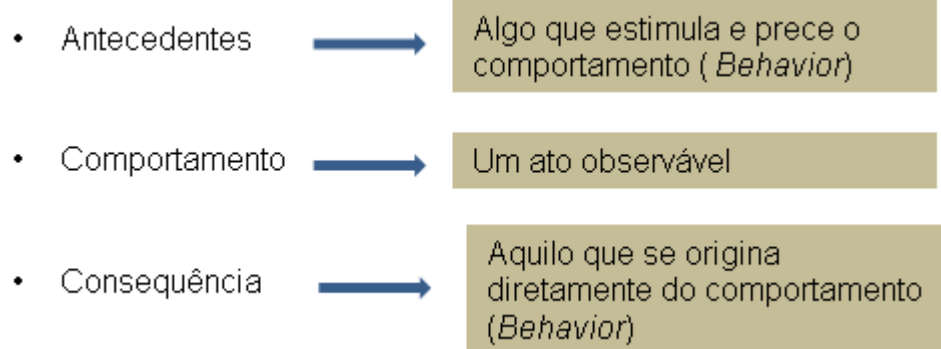 • Antecedentes
Algo que estimula e prece o
comportamento ( Behavior)
• Comportamento
Um ato observável
• Consequência
Aquilo que se origina
diretamente do comportamento
(Behavior)